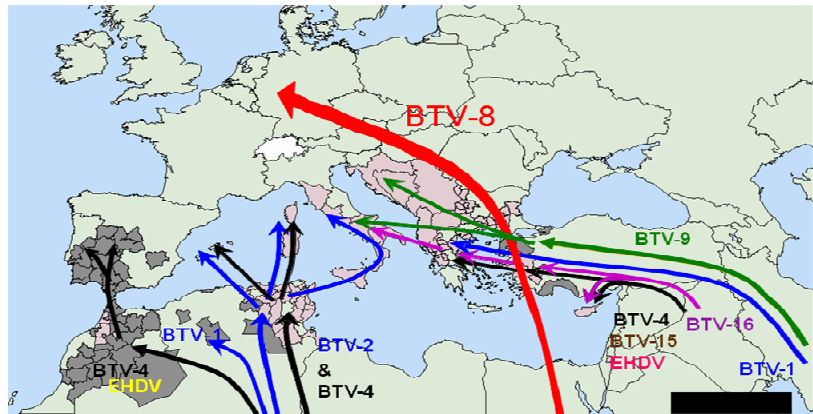 BTV-8
BTV-9
BTV-16
BTV-1
BTV-4
BTV-15
EHDV
BTV-1
BTV-2
&
BTV-4
BTV-4
EHDV